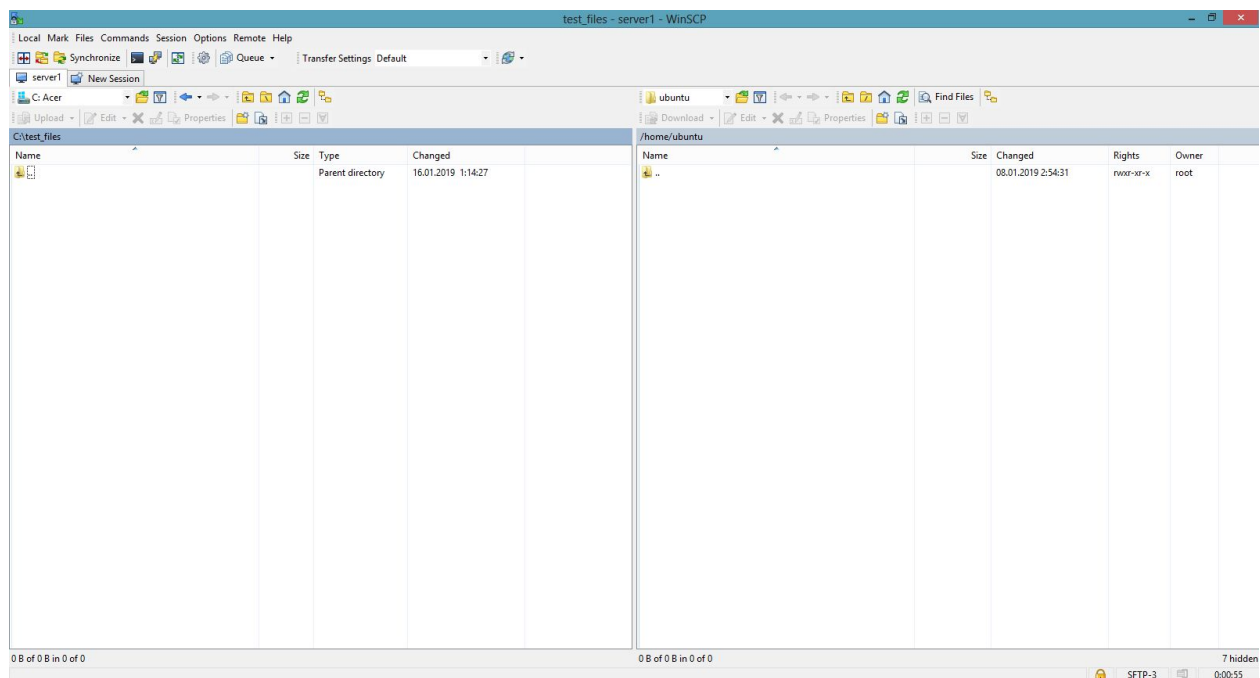 test_files - server1 - WinSCP
Local Mark Files Commands Session Options Remote Help
Synchronize Queue Transfer Settings Default
server1 New Session
C: Acer ubuntu Find Files
Upload Edit Properties Download Edit Properties
C:\test_files /home/ubuntu
Name Size Type Changed Name Size Changed Rights Owner
.. Parent directory 16.01.2019 1:14:27 .. 08.01.2019 2:54:31 rwxr-xr-x root
0 B of 0 B in 0 of 0 0 B of 0 B in 0 of 0 7 hidden
SFTP-3 0:00:55